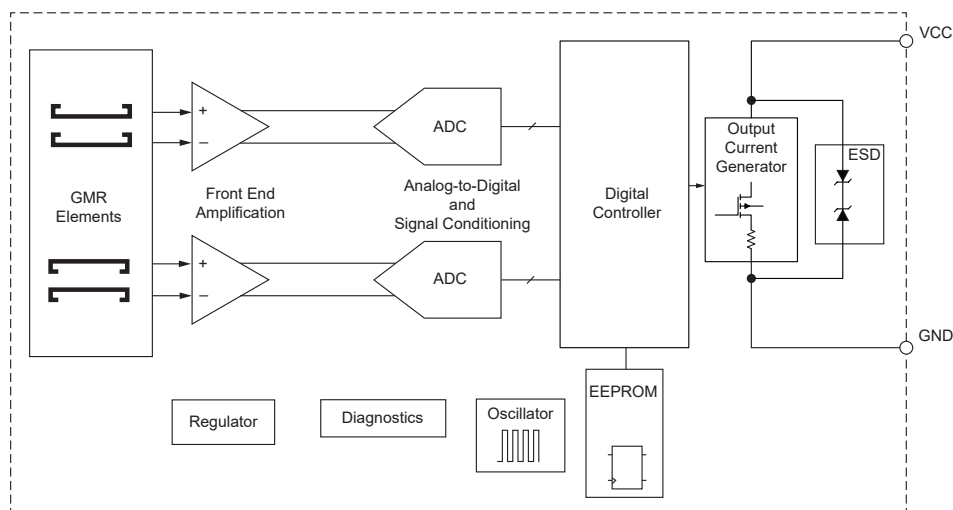 VCC
GMR
Elements
+
−
Front End
Amplification
ADC
Analog-to-Digital
and
Signal Conditioning
+
−
ADC
Digital
Controller
Output
Current
Generator
ESD
GND
Regulator
Diagnostics
Oscillator
EEPROM